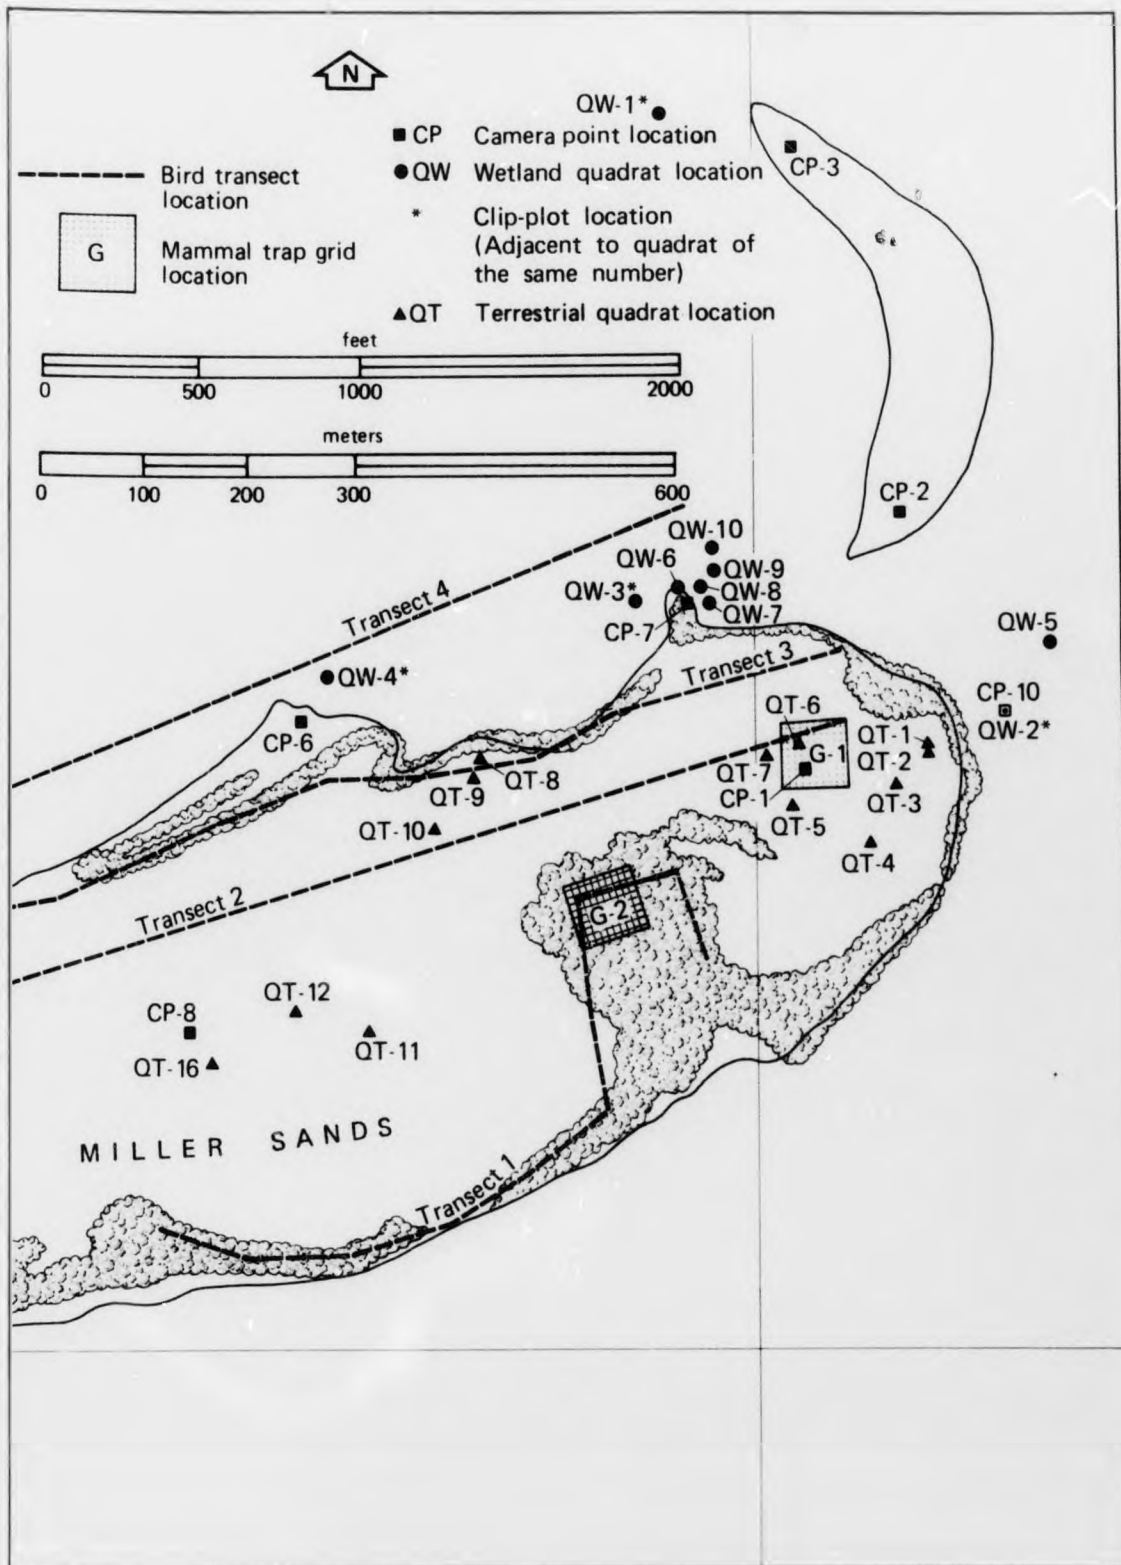 N
QW-1*
CP Camera point location
QW Wetland quadrat location
* Clip-plot location
(Adjacent to quadrat of
the same number)
QT Terrestrial quadrat location
Bird transect
location
G
Mammal trap grid
location
feet
0 500 1000 2000
meters
0 100 200 300 600
CP-3
CP-2
QW-10
QW-6
QW-9
QW-8
QW-3*
QW-7
CP-7
QW-5
Transect 4
Transect 3
QW-4*
CP-10
QW-2*
CP-6
QT-6
QT-1
G-1
QT-2
QT-7
QT-8
CP-1
QT-3
QT-9
QT-5
QT-10
QT-4
Transect 2
G-2
QT-12
CP-8
QT-11
QT-16
MILLER SANDS
Transect 1